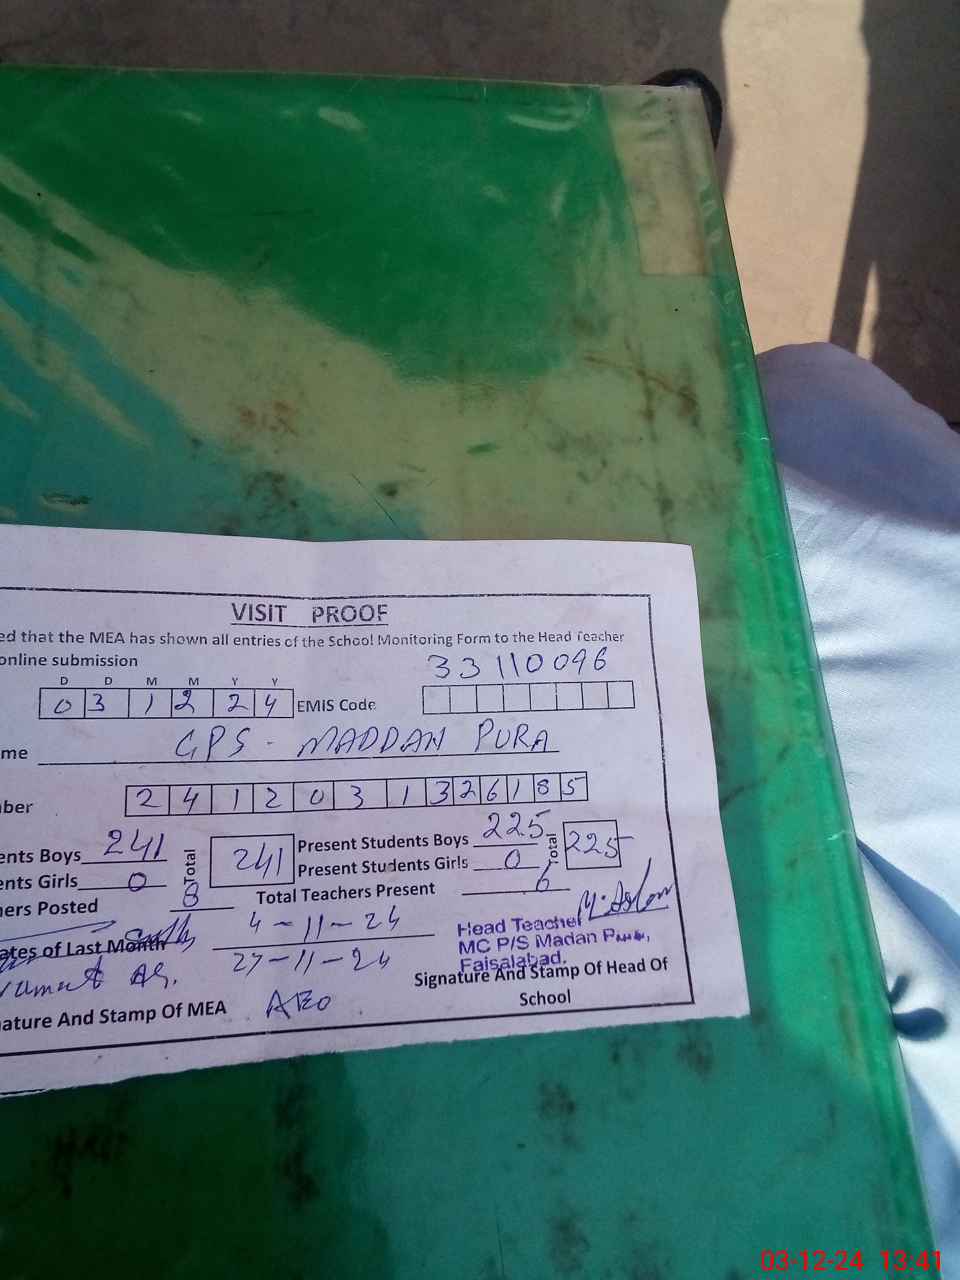 VISIT PROOF
ed that the MEA has shown all entries of the School Monitoring Form to the Head Teacher
online submission
33110096
D D M M Y Y
0 3 1 2 2 4 EMIS Code
me GPS - MADDAN PURA
ber 2 4 1 2 0 3 1 3 2 6 1 8 5
ents Boys 241 Total 241 Present Students Boys 225 Total 225
ents Girls 0 Present Students Girls 0
hers Posted 8 Total Teachers Present 6
ates of Last Month 4-11-24
27-11-24
Head Teacher
MC P/S Madan
Faisalabad.
Signature And Stamp Of Head Of
School
ature And Stamp Of MEA AEO
03-12-24 13:41